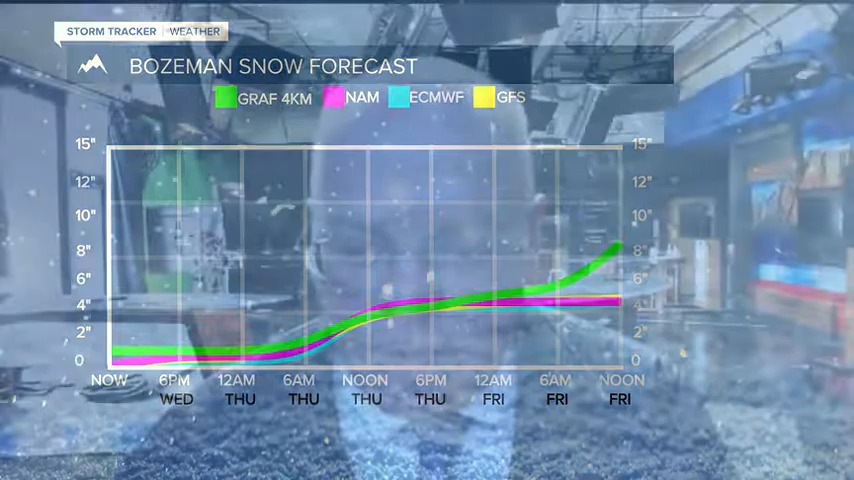 STORM TRACKER | WEATHER
BOZEMAN SNOW FORECAST
GRAF 4KM NAM ECMWF GFS
15" 15"
12" 12"
10" 10"
8" 8"
6" 6"
4" 4"
2" 2"
0 0
NOW 6PM 12AM 6AM NOON 6PM 12AM 6AM NOON
WED THU THU THU THU FRI FRI FRI